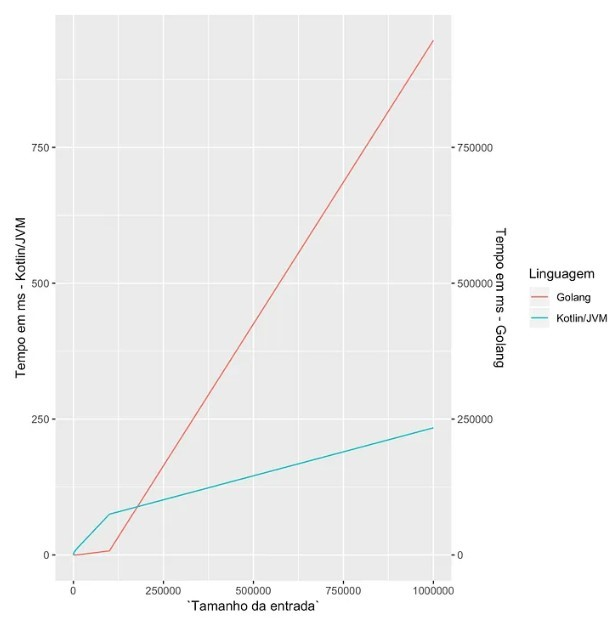 Tempo em ms - Kotlin/JVM
750
500
250
0
0
250000
500000
750000
1000000
`Tamanho da entrada`
750000
500000
250000
0
Tempo em ms - Golang
Linguagem
Golang
Kotlin/JVM